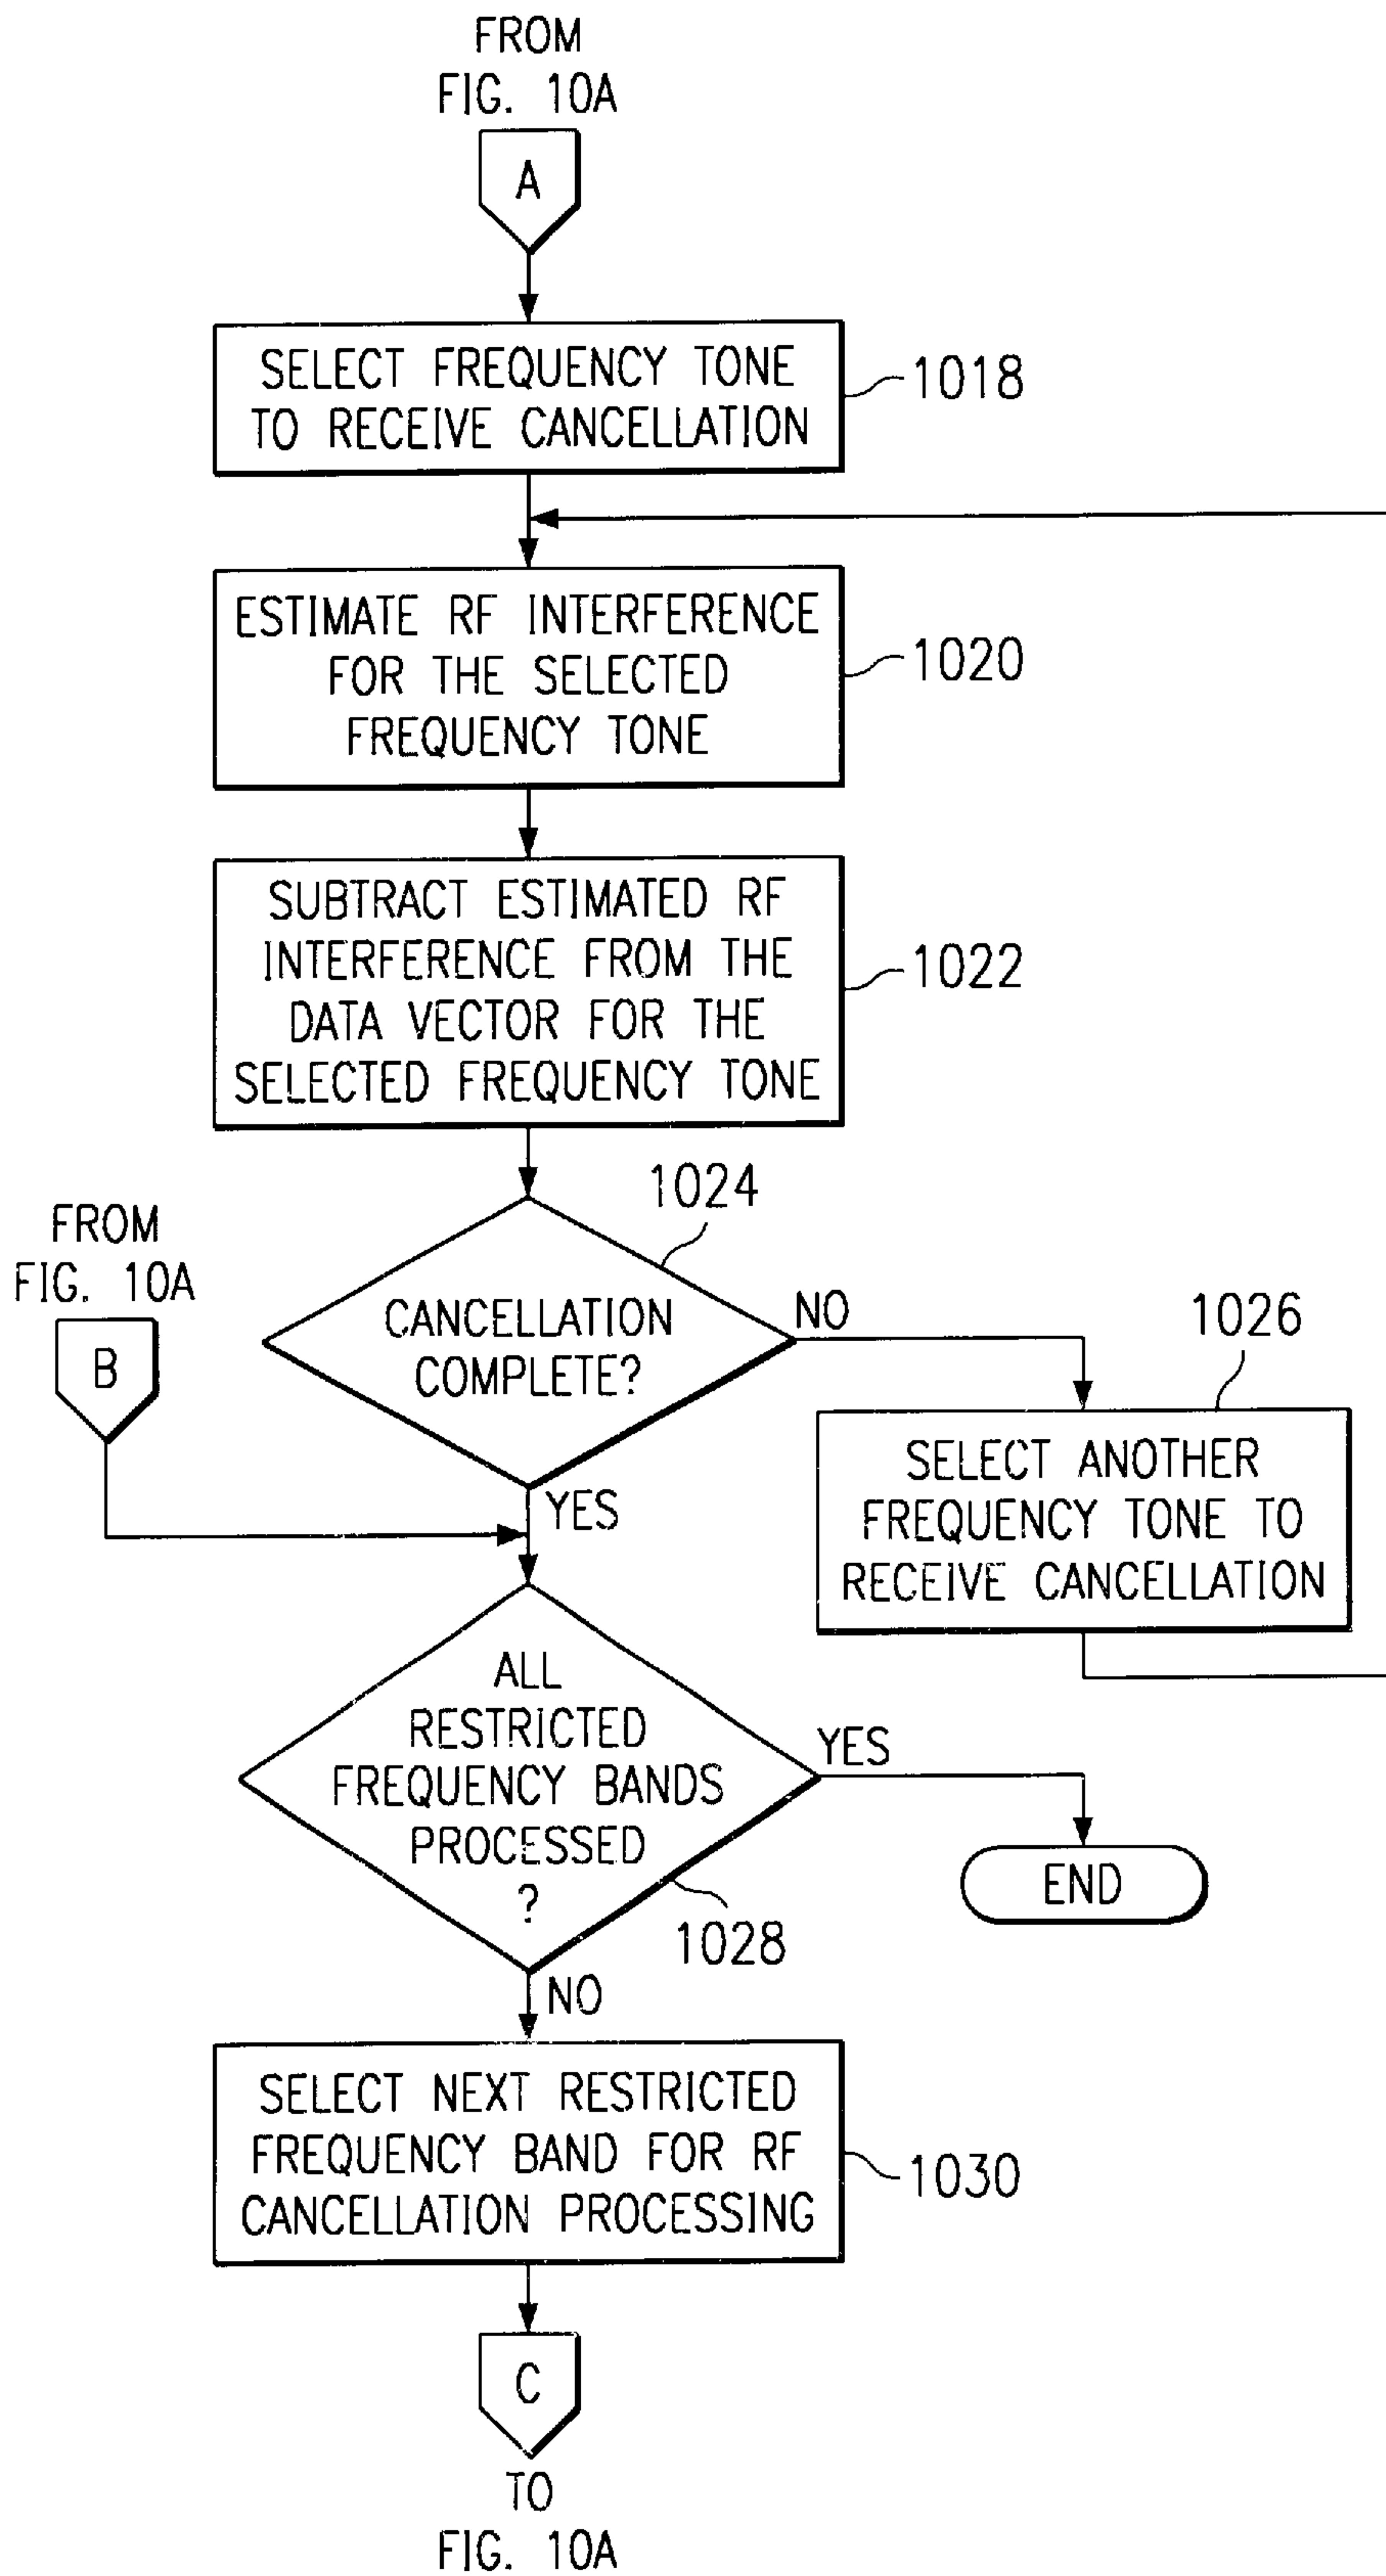 FROM
FIG. 10A
A
SELECT FREQUENCY TONE
TO RECEIVE CANCELLATION
1018
ESTIMATE RF INTERFERENCE
FOR THE SELECTED
FREQUENCY TONE
1020
SUBTRACT ESTIMATED RF
INTERFERENCE FROM THE
DATA VECTOR FOR THE
SELECTED FREQUENCY TONE
1022
1024
FROM
FIG. 10A
B
CANCELLATION
COMPLETE?
NO
YES
1026
SELECT ANOTHER
FREQUENCY TONE TO
RECEIVE CANCELLATION
ALL
RESTRICTED
FREQUENCY BANDS
PROCESSED
?
YES
END
1028
NO
SELECT NEXT RESTRICTED
FREQUENCY BAND FOR RF
CANCELLATION PROCESSING
1030
C
TO
FIG. 10A